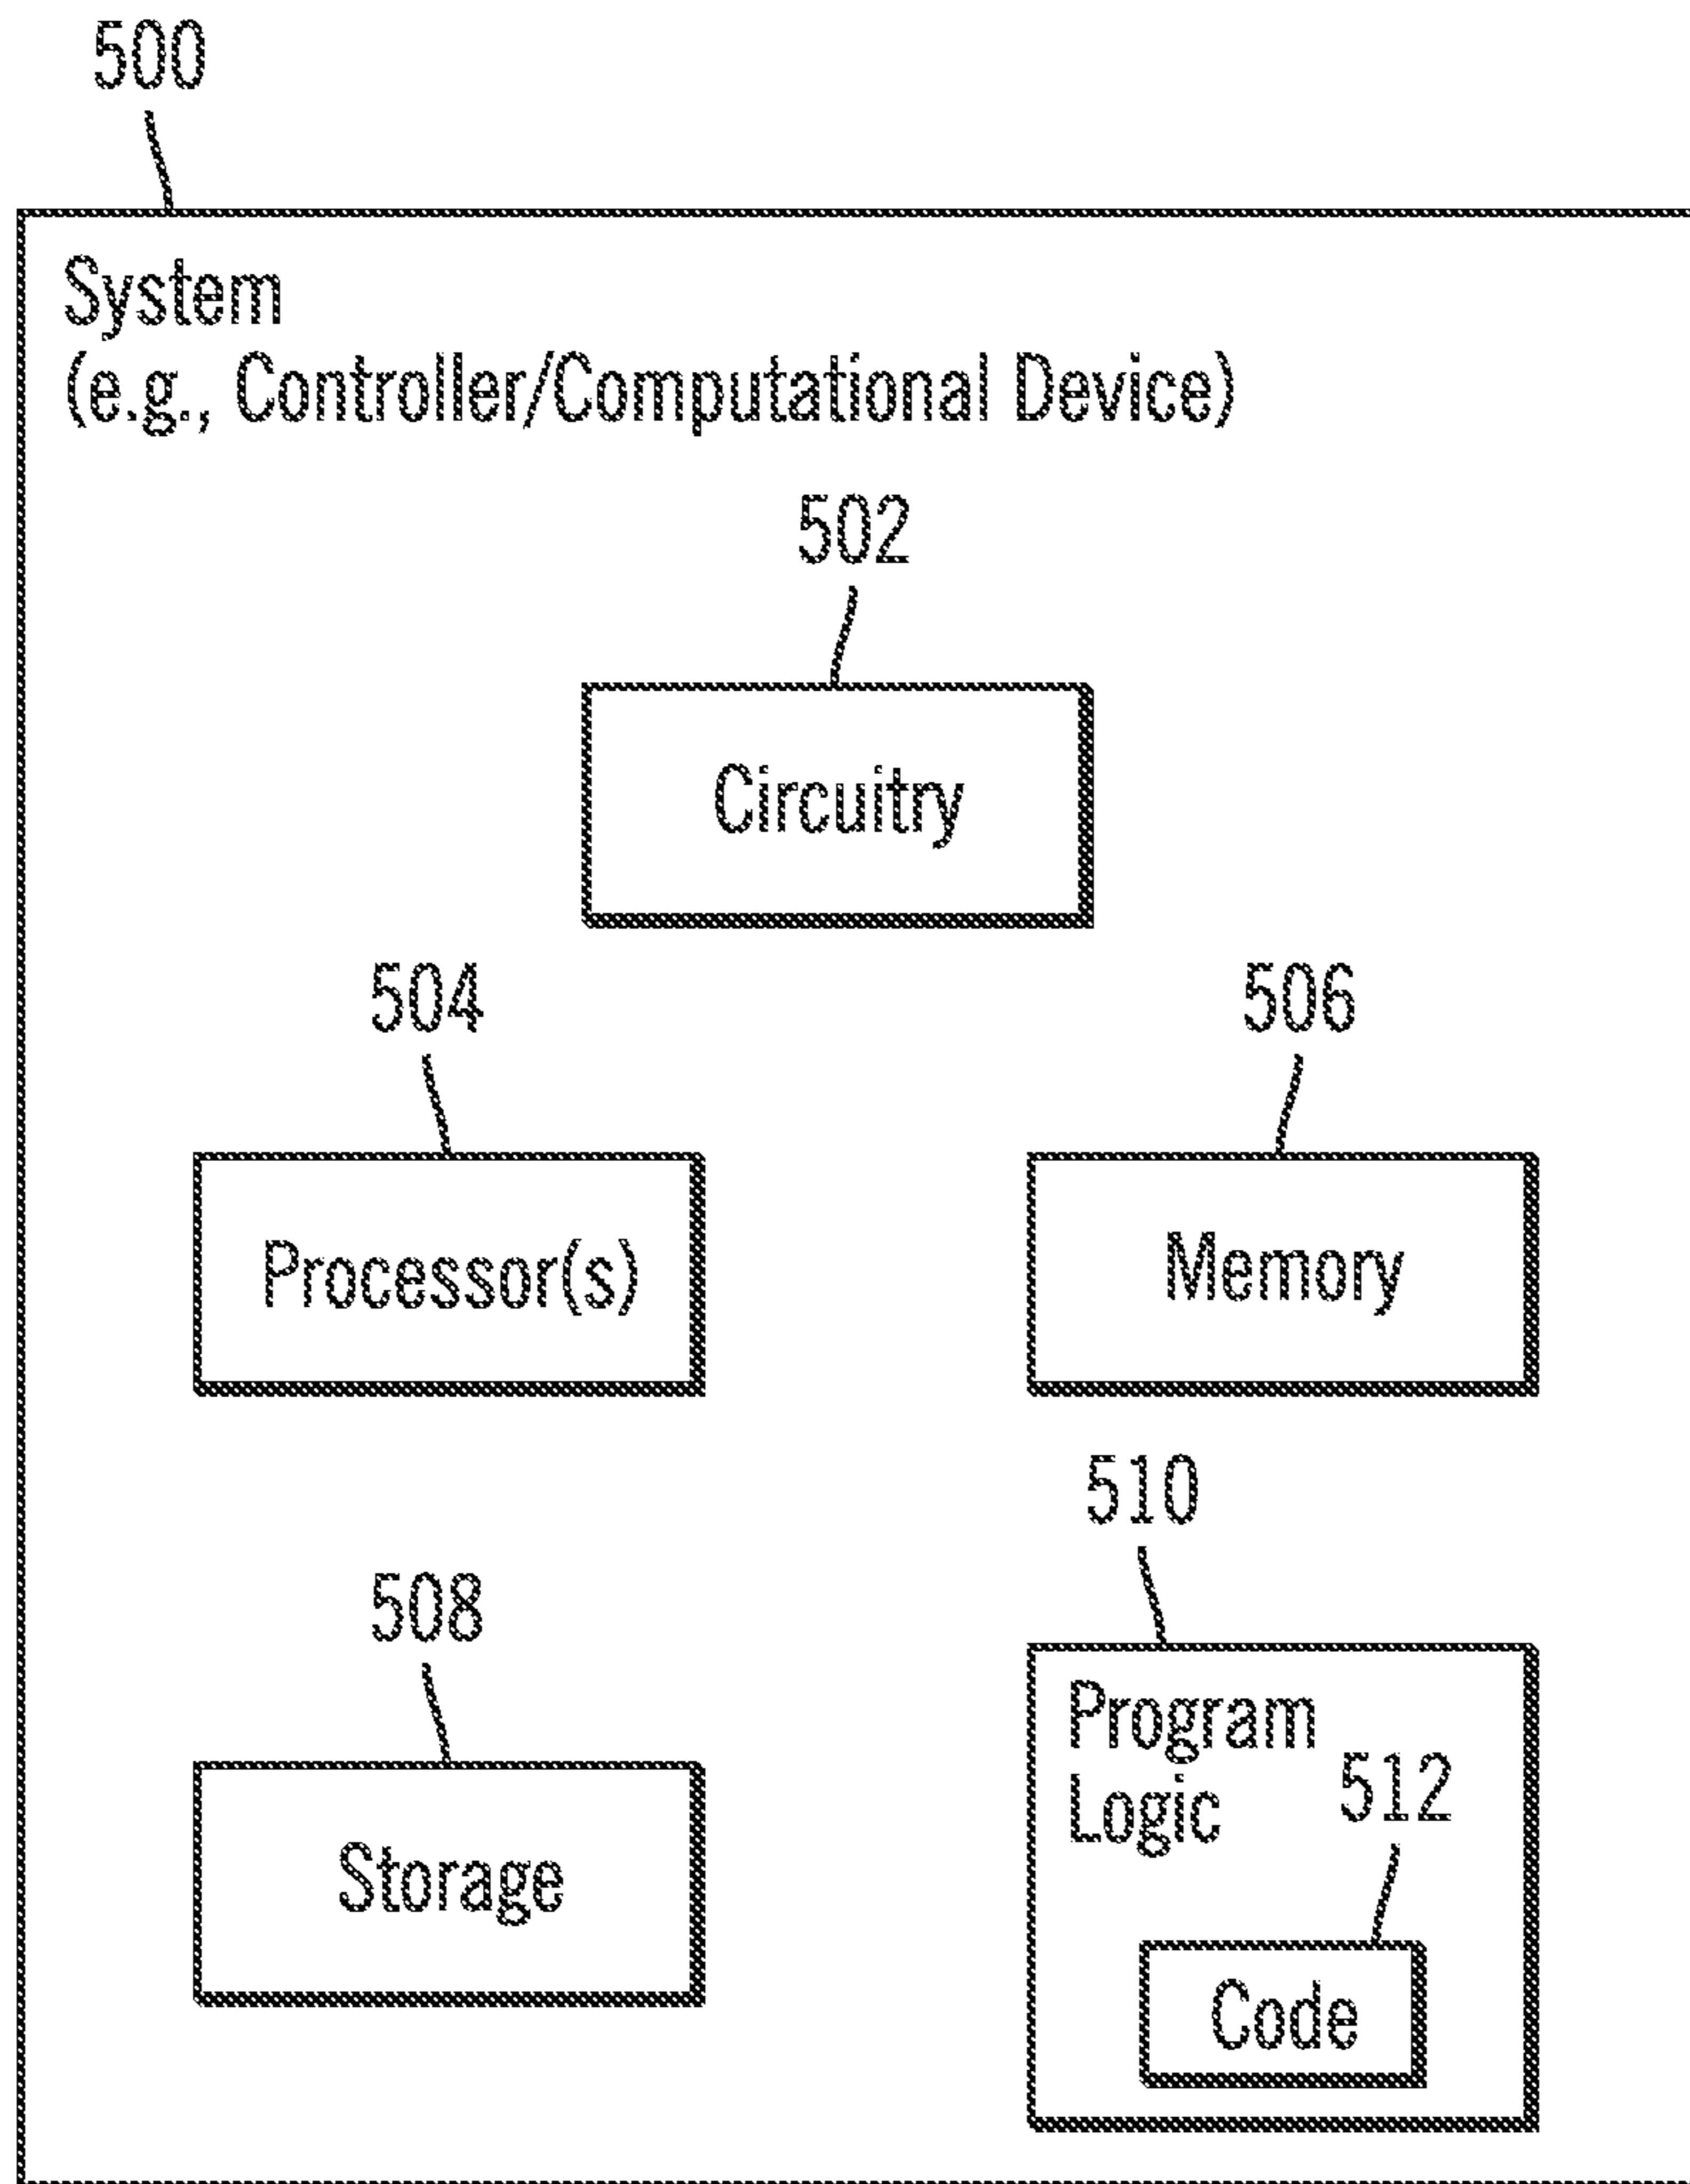 500
System
(e.g., Controller/Computational Device)
502
Circuitry
504
506
Processor(s)
Memory
510
508
Program
Logic
512
Storage
Code